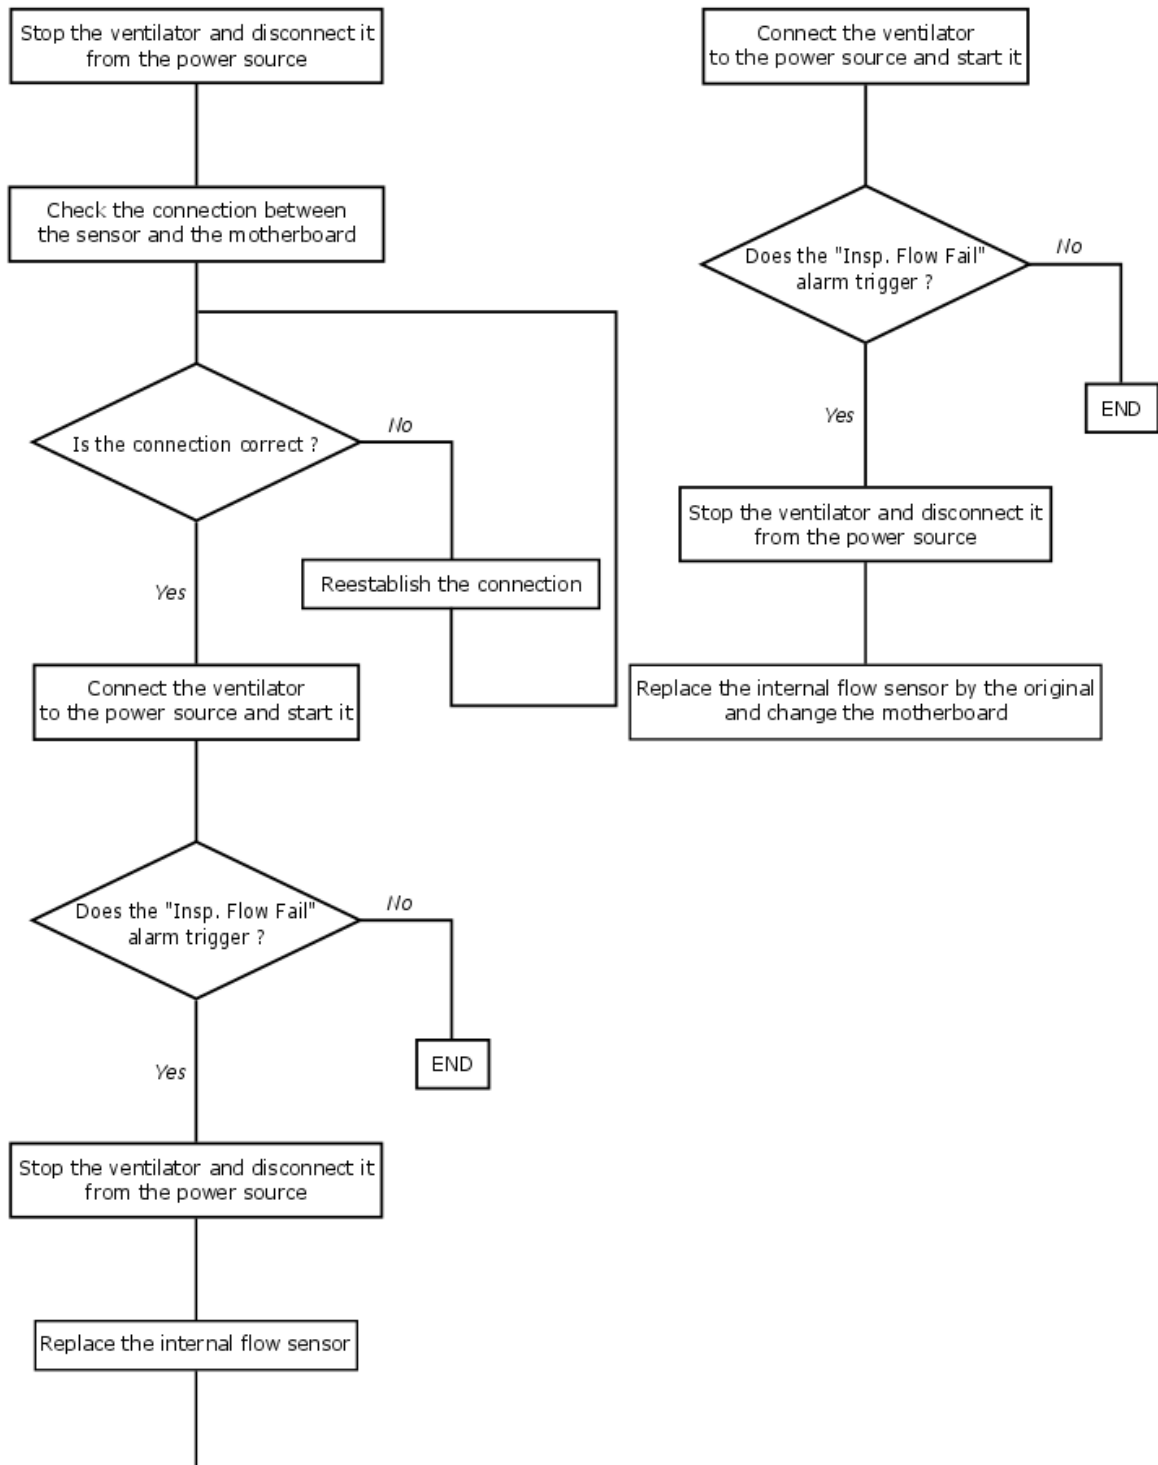 Stop the ventilator and disconnect it
from the power source
Check the connection between
the sensor and the motherboard
Is the connection correct ?
No
Reestablish the connection
Yes
Connect the ventilator
to the power source and start it
Does the "Insp. Flow Fail"
alarm trigger ?
No
END
Yes
Stop the ventilator and disconnect it
from the power source
Replace the internal flow sensor
Connect the ventilator
to the power source and start it
Does the "Insp. Flow Fail"
alarm trigger ?
No
END
Yes
Stop the ventilator and disconnect it
from the power source
Replace the internal flow sensor by the original
and change the motherboard